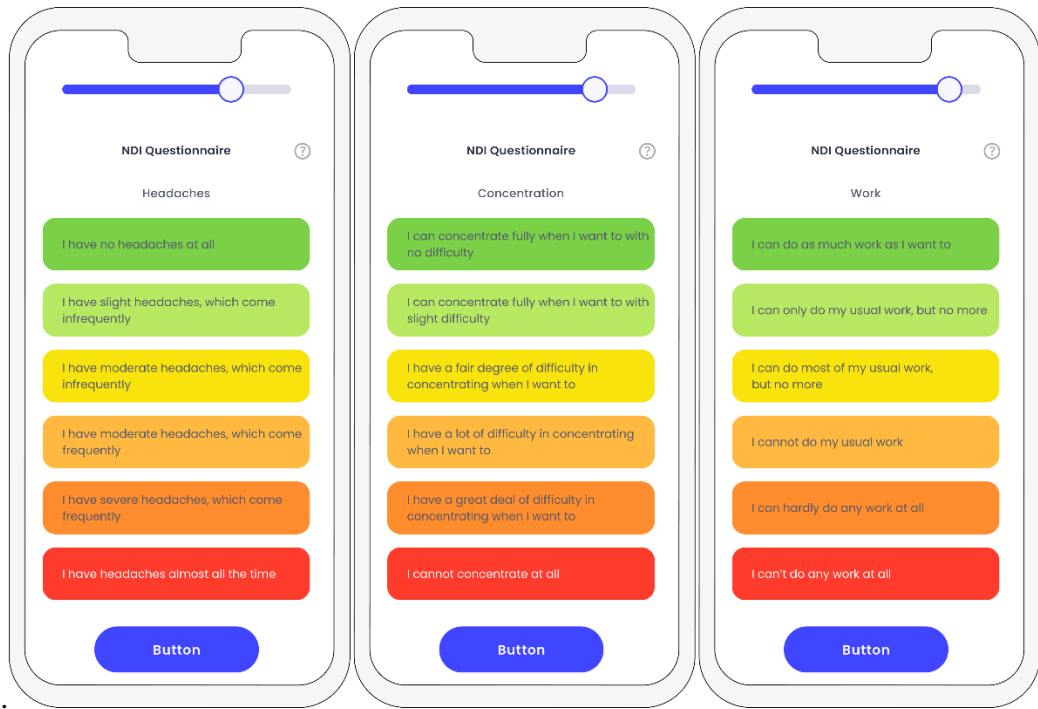 NDI Questionnaire
?
Headaches
I have no headaches at all
I have slight headaches, which come
infrequently
I have moderate headaches, which come
infrequently
I have moderate headaches, which come
frequently
I have severe headaches, which come
frequently
I have headaches almost all the time
Button
NDI Questionnaire
?
Concentration
I can concentrate fully when I want to with
no difficulty
I can concentrate fully when I want to with
slight difficulty
I have a fair degree of difficulty in
concentrating when I want to
I have a lot of difficulty in concentrating
when I want to
I have a great deal of difficulty in
concentrating when I want to
I cannot concentrate at all
Button
NDI Questionnaire
?
Work
I can do as much work as I want to
I can only do my usual work, but no more
I can do most of my usual work,
but no more
I cannot do my usual work
I can hardly do any work at all
I can't do any work at all
Button
.